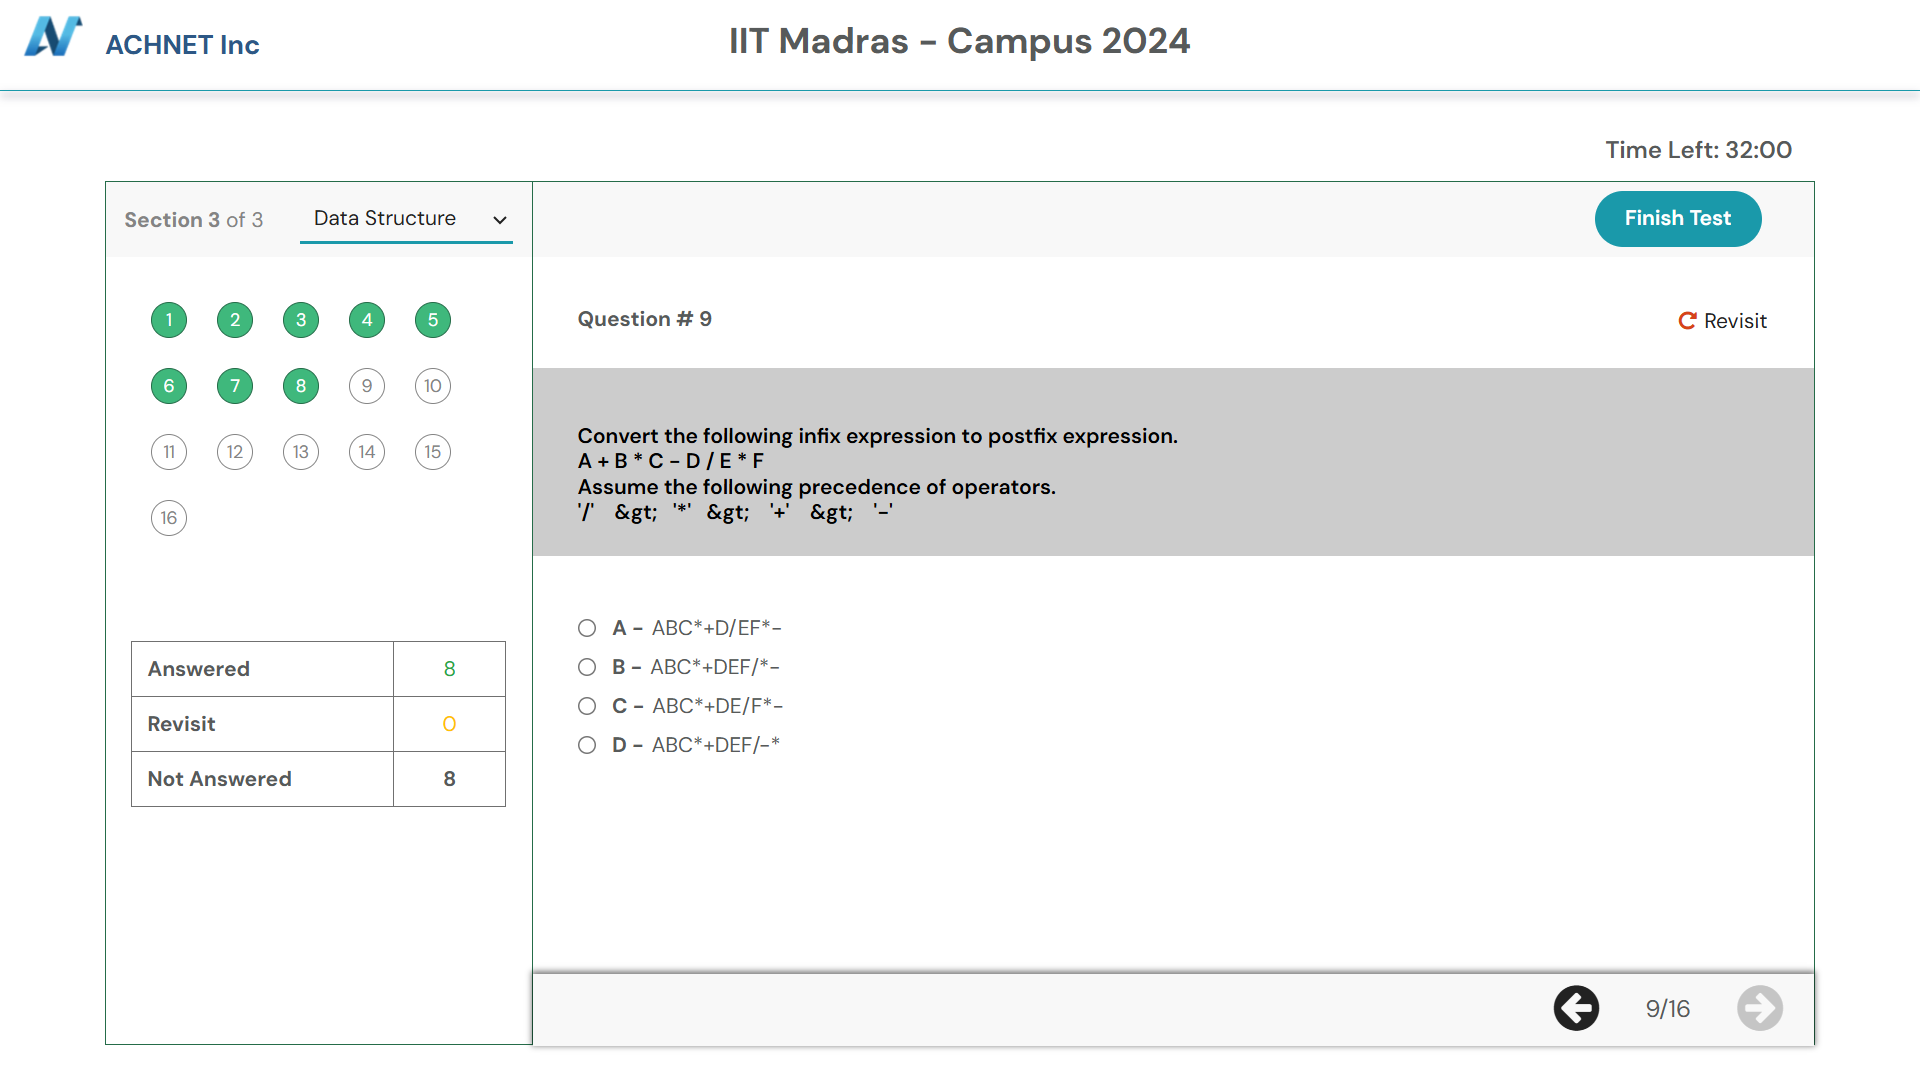 ACHNET Inc
IIT Madras - Campus 2024
Time Left: 32:00
Section 3 of 3
Data Structure
Finish Test
1 2 3 4 5
6 7 8 9 10
11 12 13 14 15
16
Answered 8
Revisit 0
Not Answered 8
Question # 9
Revisit
Convert the following infix expression to postfix expression.
A + B * C - D / E * F
Assume the following precedence of operators.
'/' &gt; '*' &gt; '+' &gt; '-'
A - ABC*+D/EF*-
B - ABC*+DEF/*-
C - ABC*+DE/F*-
D - ABC*+DEF/-*
9/16